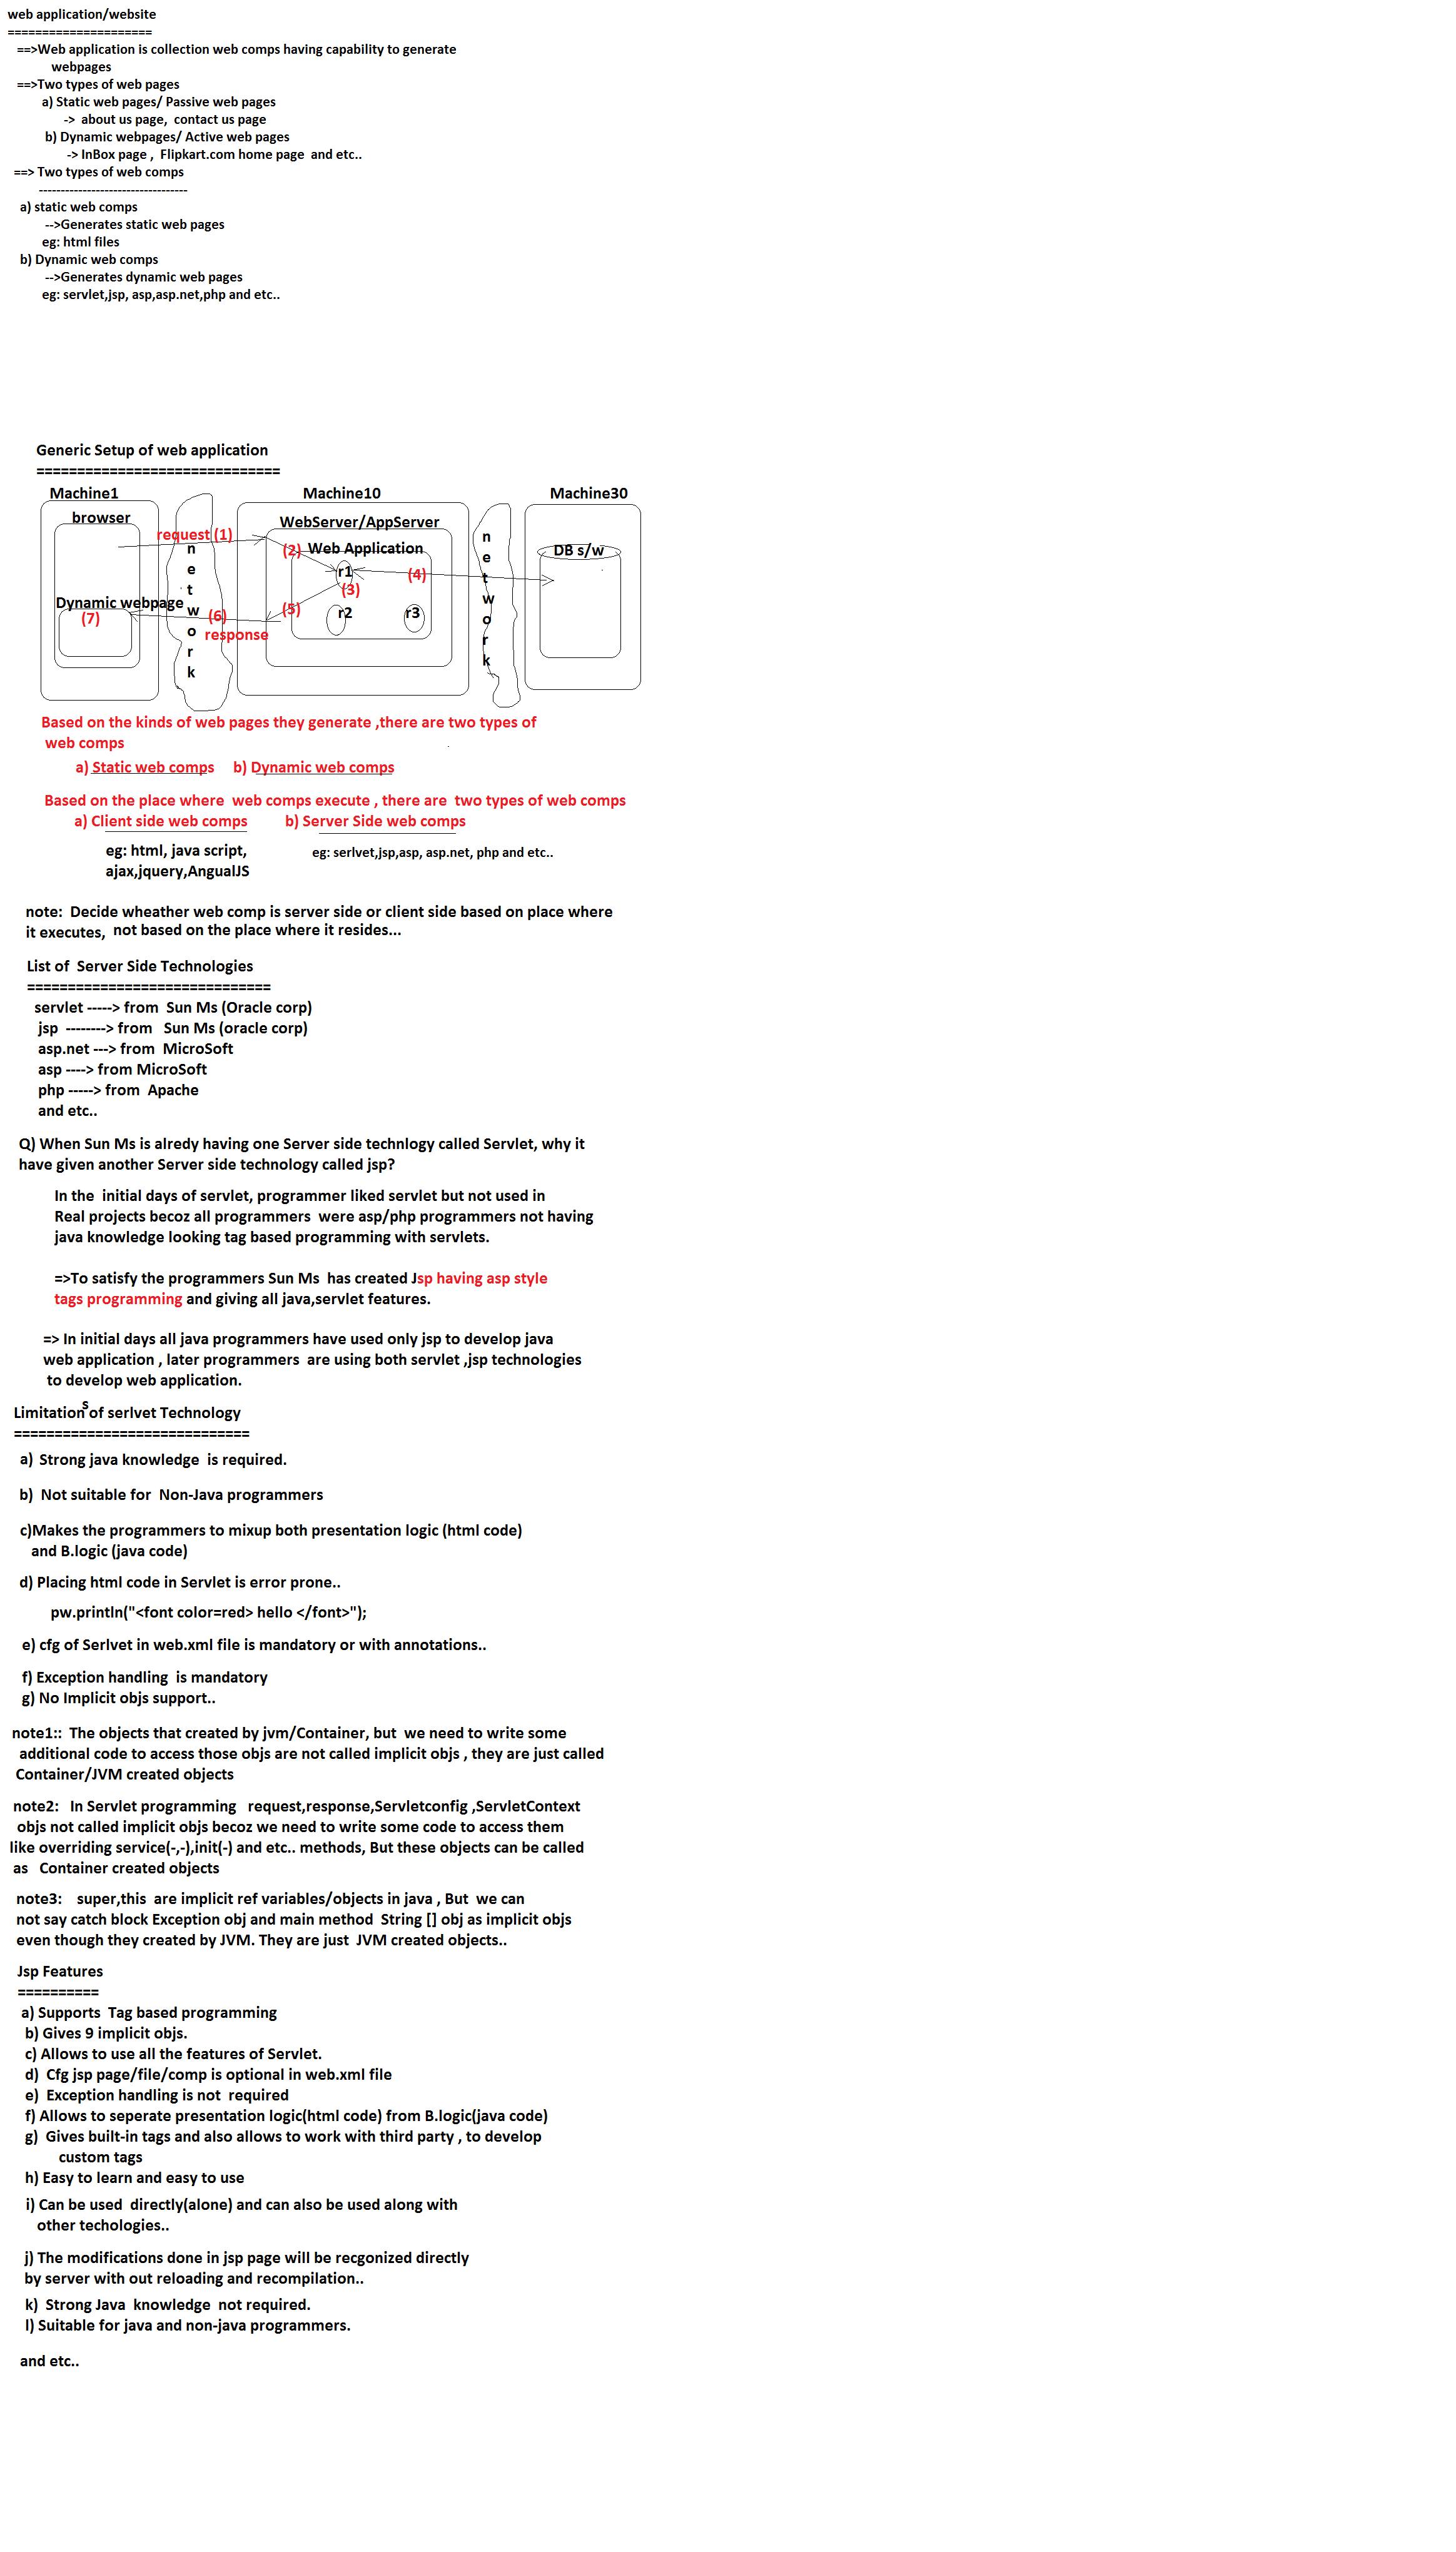 web application/website
=====================
==>Web application is collection web comps having capability to generate
webpages
==>Two types of web pages
a) Static web pages/ Passive web pages
-> about us page, contact us page
b) Dynamic webpages/ Active web pages
-> InBox page , Flipkart.com home page and etc..
==> Two types of web comps
----------------------------------
a) static web comps
-->Generates static web pages
eg: html files
b) Dynamic web comps
-->Generates dynamic web pages
eg: servlet,jsp, asp,asp.net,php and etc..
Generic Setup of web application
==============================
Machine1 Machine10 Machine30
browser
WebServer/AppServer
request (1)
network
(2) Web Application
network
DB s/w
r1
(4)
(3)
Dynamic webpage
(7)
(6)
(5)
r2
r3
response
Based on the kinds of web pages they generate ,there are two types of
web comps
a) Static web comps b) Dynamic web comps
Based on the place where web comps execute , there are two types of web comps
a) Client side web comps b) Server Side web comps
eg: html, java script,
ajax,jquery,AngualJS
eg: serlvet,jsp,asp, asp.net, php and etc..
note: Decide wheather web comp is server side or client side based on place where
it executes, not based on the place where it resides...
List of Server Side Technologies
==============================
servlet -----> from Sun Ms (Oracle corp)
jsp --------> from Sun Ms (oracle corp)
asp.net ---> from MicroSoft
asp ----> from MicroSoft
php -----> from Apache
and etc..
Q) When Sun Ms is alredy having one Server side technlogy called Servlet, why it
have given another Server side technology called jsp?
In the initial days of servlet, programmer liked servlet but not used in
Real projects becoz all programmers were asp/php programmers not having
java knowledge looking tag based programming with servlets.
=>To satisfy the programmers Sun Ms has created Jsp having asp style
tags programming and giving all java,servlet features.
=> In initial days all java programmers have used only jsp to develop java
web application , later programmers are using both servlet ,jsp technologies
to develop web application.
Limitations of serlvet Technology
=============================
a) Strong java knowledge is required.
b) Not suitable for Non-Java programmers
c)Makes the programmers to mixup both presentation logic (html code)
and B.logic (java code)
d) Placing html code in Servlet is error prone..
pw.println("<font color=red> hello </font>");
e) cfg of Serlvet in web.xml file is mandatory or with annotations..
f) Exception handling is mandatory
g) No Implicit objs support..
note1:: The objects that created by jvm/Container, but we need to write some
additional code to access those objs are not called implicit objs , they are just called
Container/JVM created objects
note2: In Servlet programming request,response,Servletconfig ,ServletContext
objs not called implicit objs becoz we need to write some code to access them
like overriding service(-,-),init(-) and etc.. methods, But these objects can be called
as Container created objects
note3: super,this are implicit ref variables/objects in java , But we can
not say catch block Exception obj and main method String [] obj as implicit objs
even though they created by JVM. They are just JVM created objects..
Jsp Features
==========
a) Supports Tag based programming
b) Gives 9 implicit objs.
c) Allows to use all the features of Servlet.
d) Cfg jsp page/file/comp is optional in web.xml file
e) Exception handling is not required
f) Allows to seperate presentation logic(html code) from B.logic(java code)
g) Gives built-in tags and also allows to work with third party , to develop
custom tags
h) Easy to learn and easy to use
i) Can be used directly(alone) and can also be used along with
other techologies..
j) The modifications done in jsp page will be recgonized directly
by server with out reloading and recompilation..
k) Strong Java knowledge not required.
l) Suitable for java and non-java programmers.
and etc..